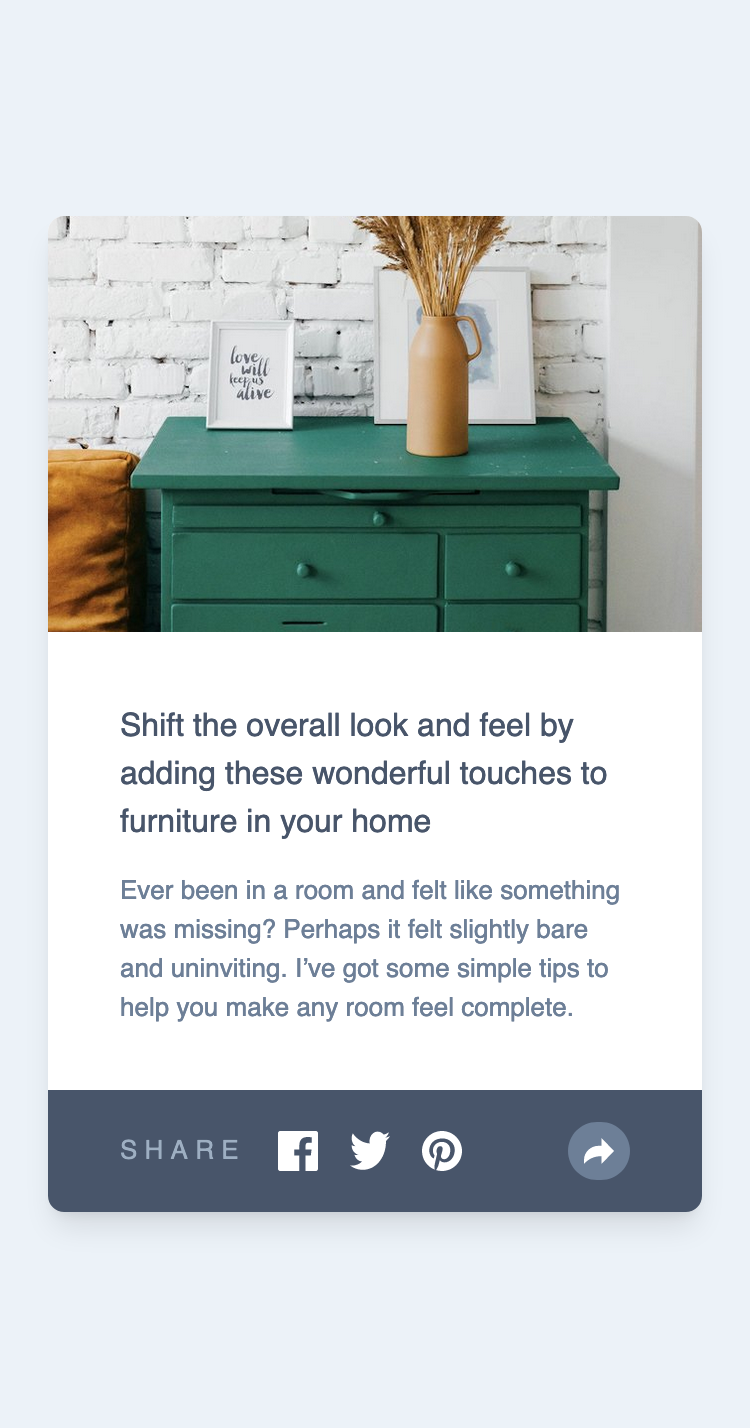 love
will
keep us
alive
Shift the overall look and feel by
adding these wonderful touches to
furniture in your home
Ever been in a room and felt like something
was missing? Perhaps it felt slightly bare
and uninviting. I’ve got some simple tips to
help you make any room feel complete.
SHARE